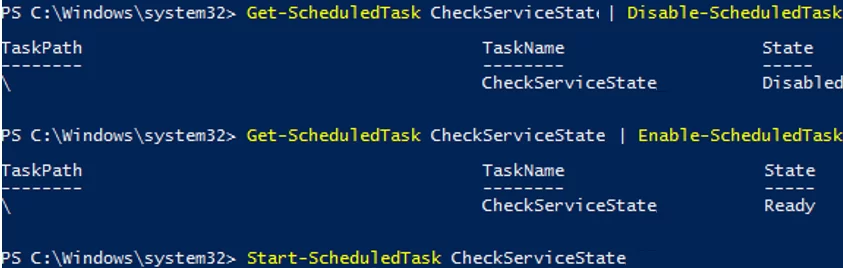 PS C:\Windows\system32> Get-ScheduledTask CheckServiceState | Disable-ScheduledTask
TaskPath TaskName State
-------- -------- -----
\ CheckServiceState Disabled
PS C:\Windows\system32> Get-ScheduledTask CheckServiceState | Enable-ScheduledTask
TaskPath TaskName State
-------- -------- -----
\ CheckServiceState Ready
PS C:\Windows\system32> Start-ScheduledTask CheckServiceState